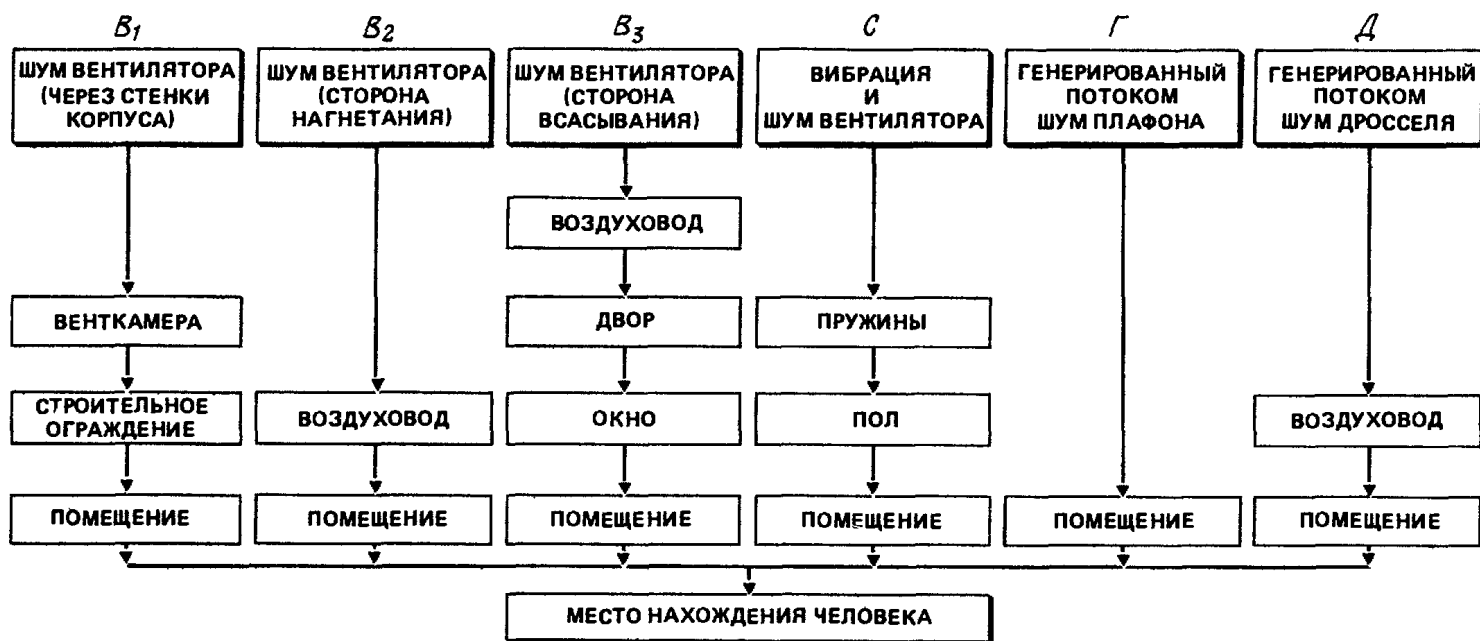 В1 В2 В3 С Г Д
ШУМ ВЕНТИЛЯТОРА
(ЧЕРЕЗ СТЕНКИ
КОРПУСА)
ШУМ ВЕНТИЛЯТОРА
(СТОРОНА
НАГНЕТАНИЯ)
ШУМ ВЕНТИЛЯТОРА
(СТОРОНА
ВСАСЫВАНИЯ)
ВИБРАЦИЯ
И
ШУМ ВЕНТИЛЯТОРА
ГЕНЕРИРОВАННЫЙ
ПОТОКОМ
ШУМ ПЛАФОНА
ГЕНЕРИРОВАННЫЙ
ПОТОКОМ
ШУМ ДРОССЕЛЯ
ВОЗДУХОВОД
ВЕНТКАМЕРА
ДВОР
ПРУЖИНЫ
СТРОИТЕЛЬНОЕ
ОГРАЖДЕНИЕ
ВОЗДУХОВОД
ОКНО
ПОЛ
ВОЗДУХОВОД
ПОМЕЩЕНИЕ
ПОМЕЩЕНИЕ
ПОМЕЩЕНИЕ
ПОМЕЩЕНИЕ
ПОМЕЩЕНИЕ
ПОМЕЩЕНИЕ
МЕСТО НАХОЖДЕНИЯ ЧЕЛОВЕКА